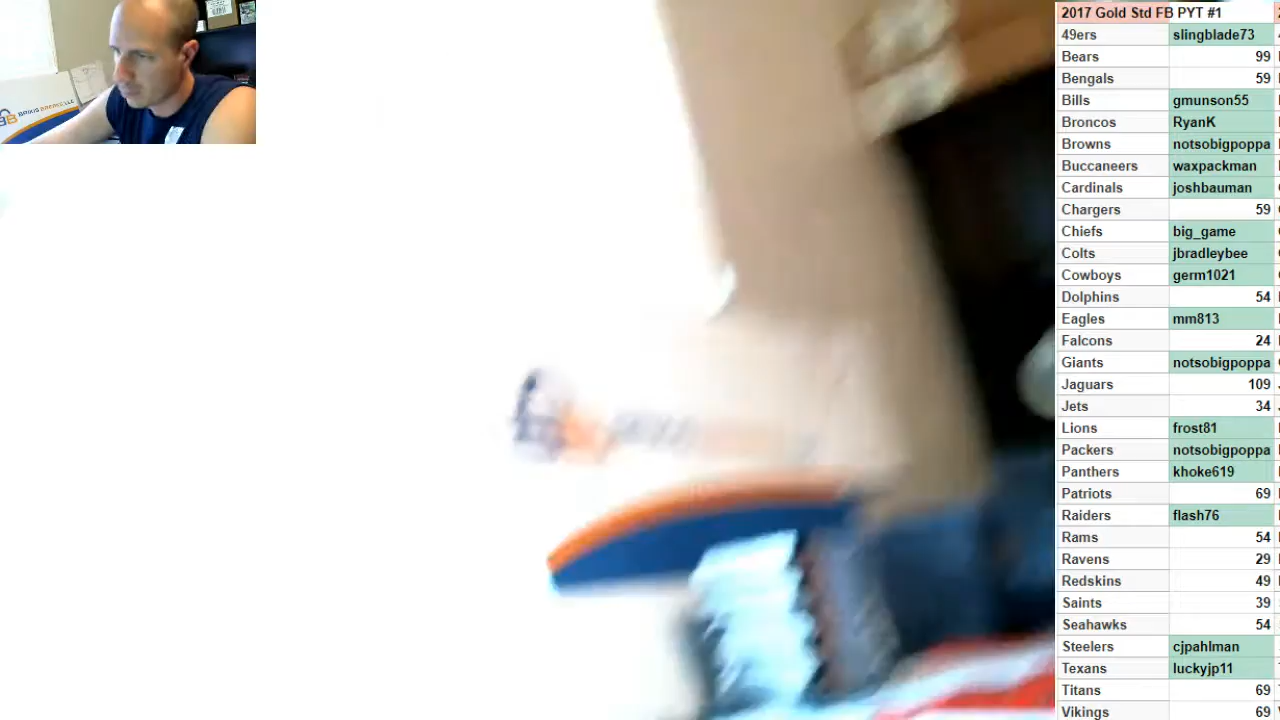 BRIKIS BREAKS LLC
2017 Gold Std FB PYT #1
49ers slingblade73
Bears 99
Bengals 59
Bills gmunson55
Broncos RyanK
Browns notsobigpoppa
Buccaneers waxpackman
Cardinals joshbauman
Chargers 59
Chiefs big_game
Colts jbradleybee
Cowboys germ1021
Dolphins 54
Eagles mm813
Falcons 24
Giants notsobigpoppa
Jaguars 109
Jets 34
Lions frost81
Packers notsobigpoppa
Panthers khoke619
Patriots 69
Raiders flash76
Rams 54
Ravens 29
Redskins 49
Saints 39
Seahawks 54
Steelers cjpahlman
Texans luckyjp11
Titans 69
Vikings 69